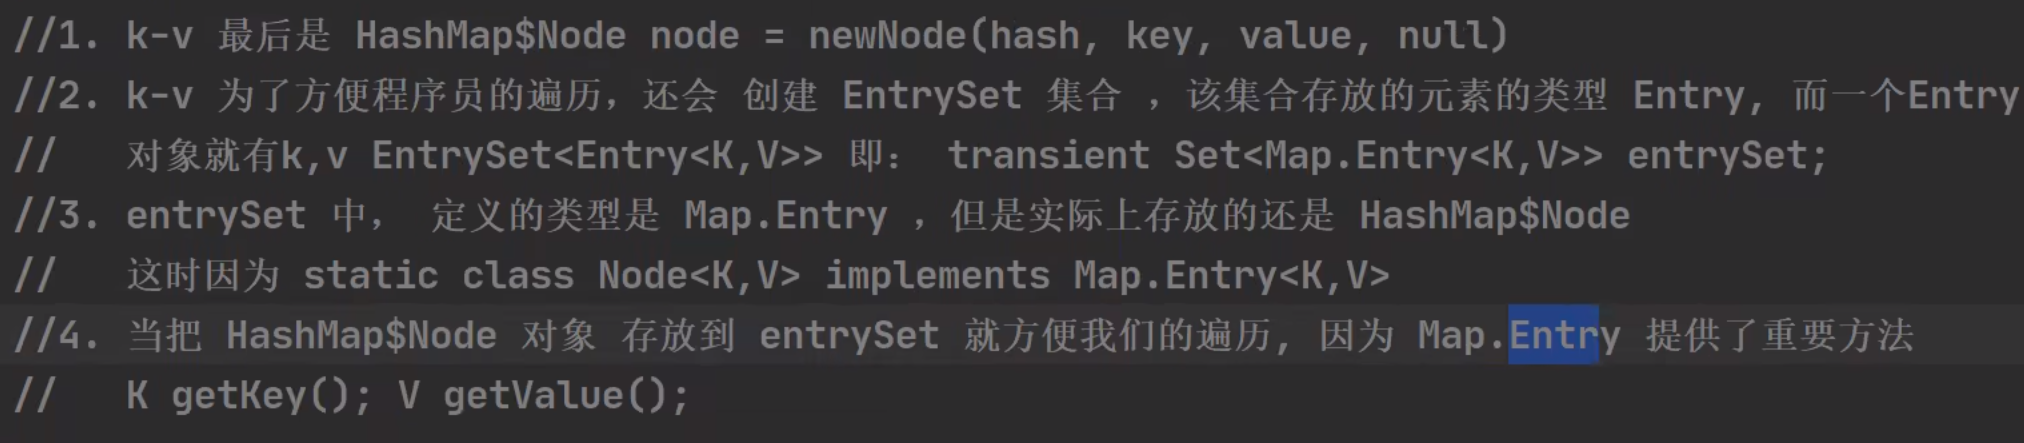 //1. k-v 最后是 HashMap$Node node = newNode(hash, key, value, null)
//2. k-v 为了方便程序员的遍历，还会 创建 EntrySet 集合 ，该集合存放的元素的类型 Entry, 而一个Entry
//   对象就有k,v EntrySet<Entry<K,V>> 即： transient Set<Map.Entry<K,V>> entrySet;
//3. entrySet 中， 定义的类型是 Map.Entry ，但是实际上存放的还是 HashMap$Node
//   这时因为 static class Node<K,V> implements Map.Entry<K,V>
//4. 当把 HashMap$Node 对象 存放到 entrySet 就方便我们的遍历, 因为 Map.Entry 提供了重要方法
//   K getKey(); V getValue();